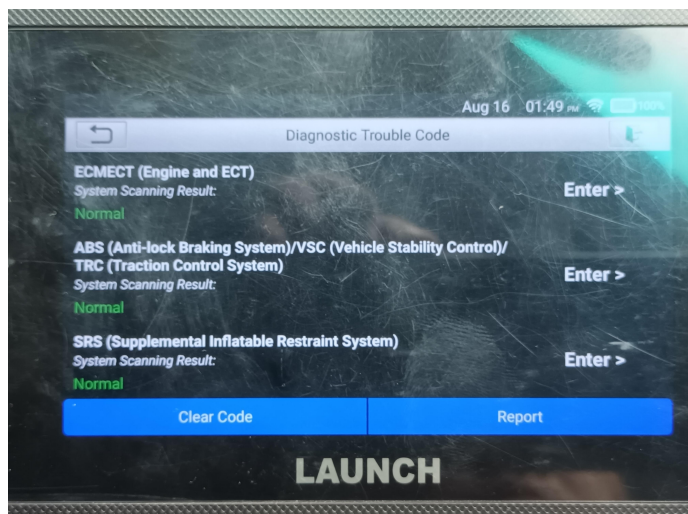 Aug 16 01:49 PM 100%
Diagnostic Trouble Code
ECMECT (Engine and ECT)
System Scanning Result:
Enter >
Normal
ABS (Anti-lock Braking System)/VSC (Vehicle Stability Control)/
TRC (Traction Control System)
System Scanning Result:
Enter >
Normal
SRS (Supplemental Inflatable Restraint System)
System Scanning Result:
Enter >
Normal
Clear Code Report
LAUNCH